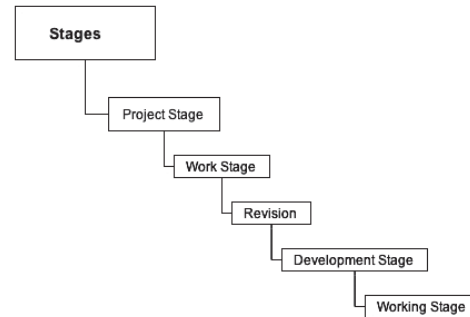 Stages
Project Stage
Work Stage
Revision
Development Stage
Working Stage